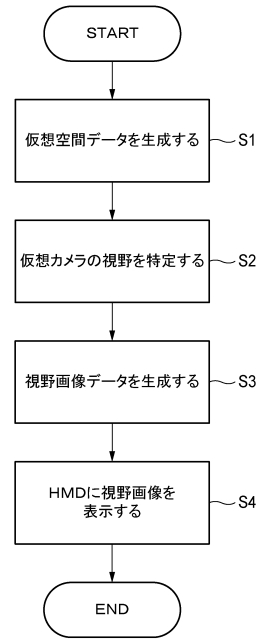 START
仮想空間データを生成する
S1
仮想カメラの視野を特定する
S2
視野画像データを生成する
S3
HMDに視野画像を
表示する
S4
END